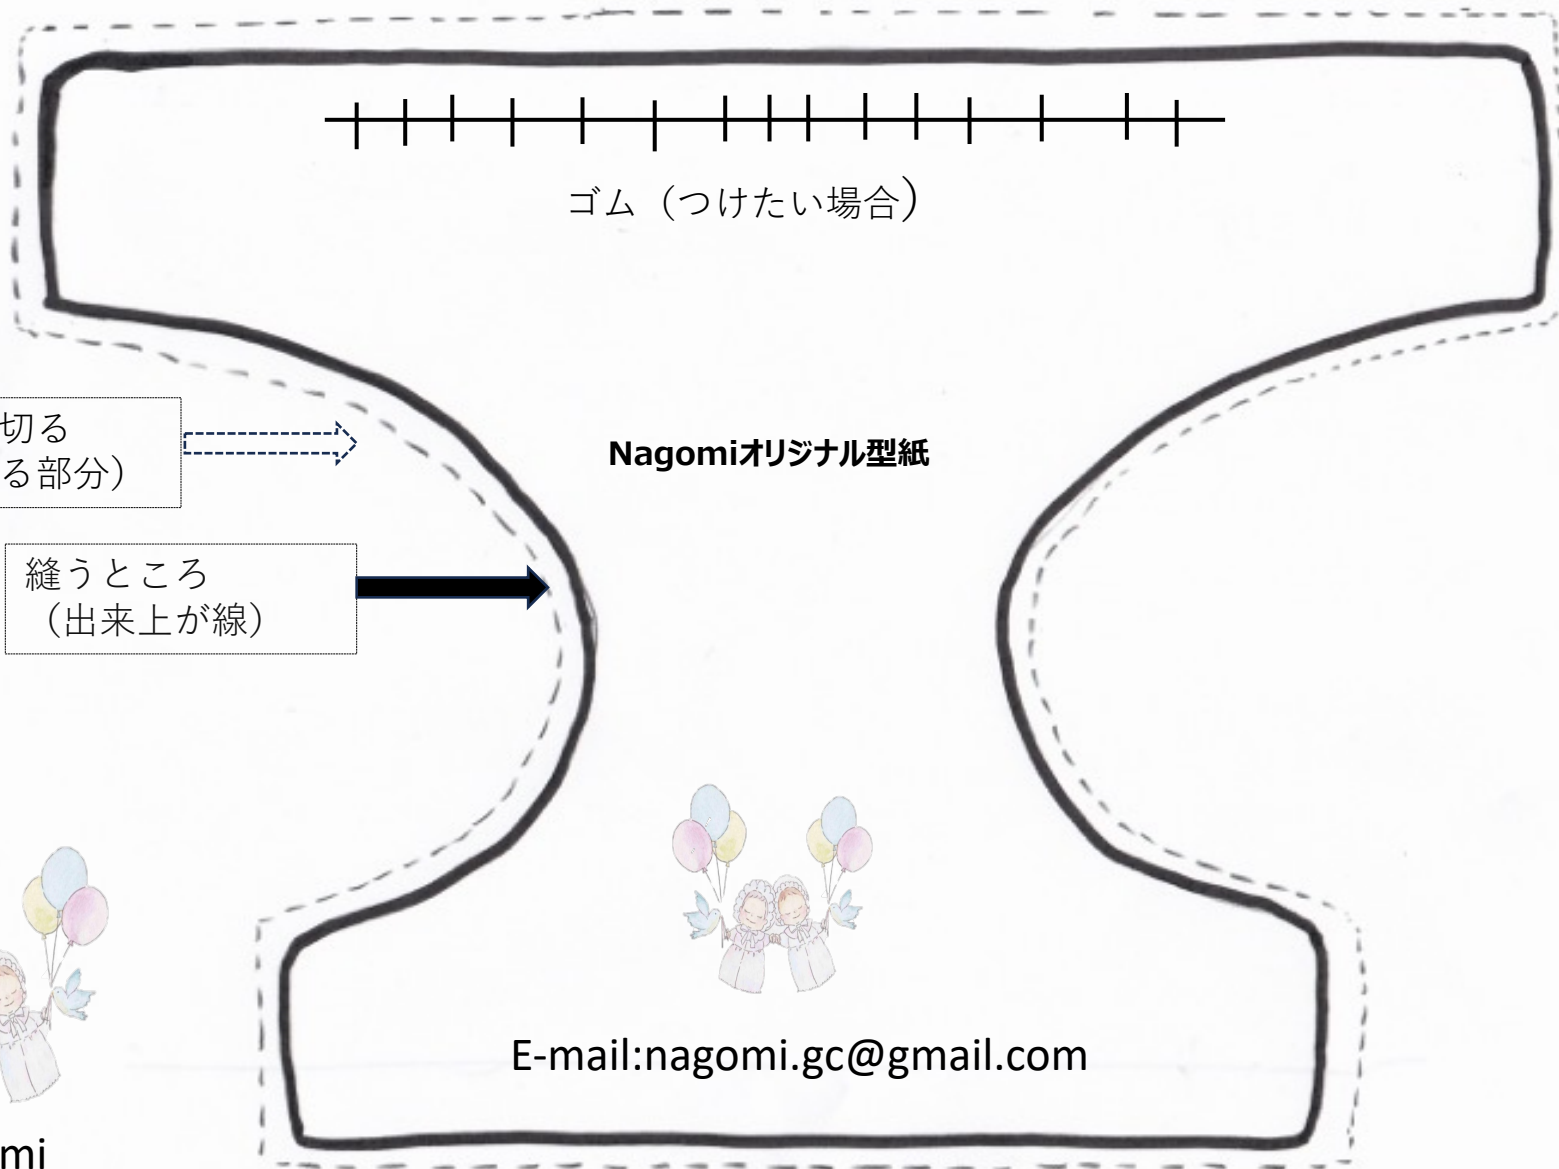 ゴム（つけたい場合）
切る
る部分）
Nagomiオリジナル型紙
縫うところ
（出来上が線）
E-mail:nagomi.gc@gmail.com
mi